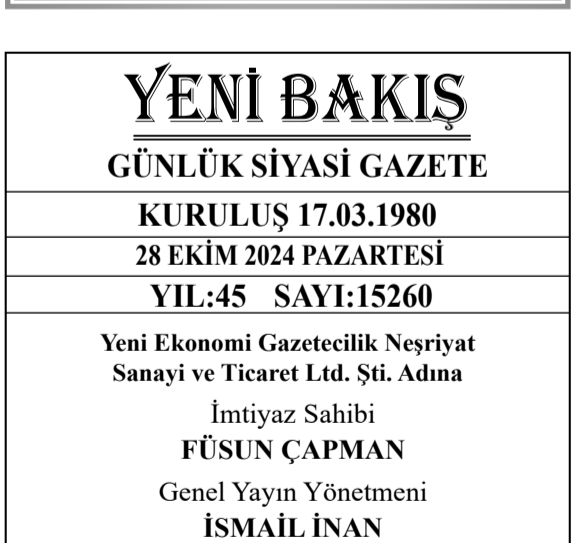 YENİ BAKIŞ
GÜNLÜK SİYASİ GAZETE
KURULUŞ 17.03.1980
28 EKİM 2024 PAZARTESİ
YIL:45 SAYI:15260
Yeni Ekonomi Gazetecilik Neşriyat
Sanayi ve Ticaret Ltd. Şti. Adına
İmtiyaz Sahibi
FÜSUN ÇAPMAN
Genel Yayın Yönetmeni
İSMAİL İNAN